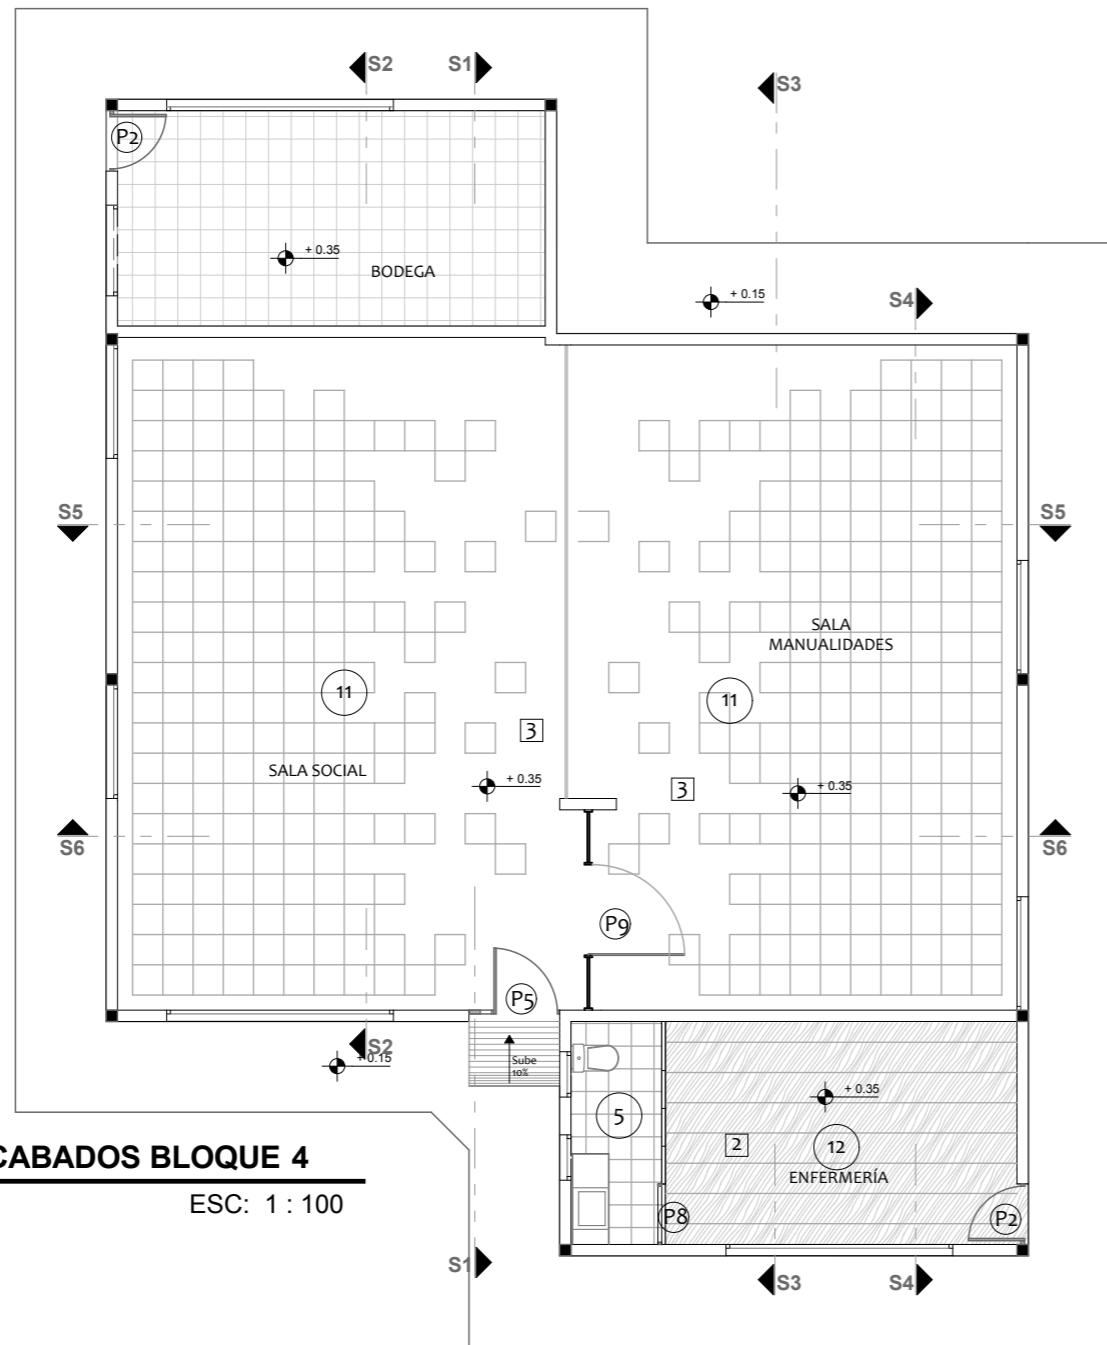 S2
S1
S3
P2
+ 0.35
BODEGA
+ 0.15
S4
S5
S5
SALA
MANUALIDADES
11
11
3
SALA SOCIAL
+ 0.35
3
+ 0.35
S6
S6
P9
P5
S2
+ 0.15
Sube
10%
+ 0.35
5
2
12
ENFERMERÍA
CABADOS BLOQUE 4
ESC: 1 : 100
P8
P2
S1
S3
S4